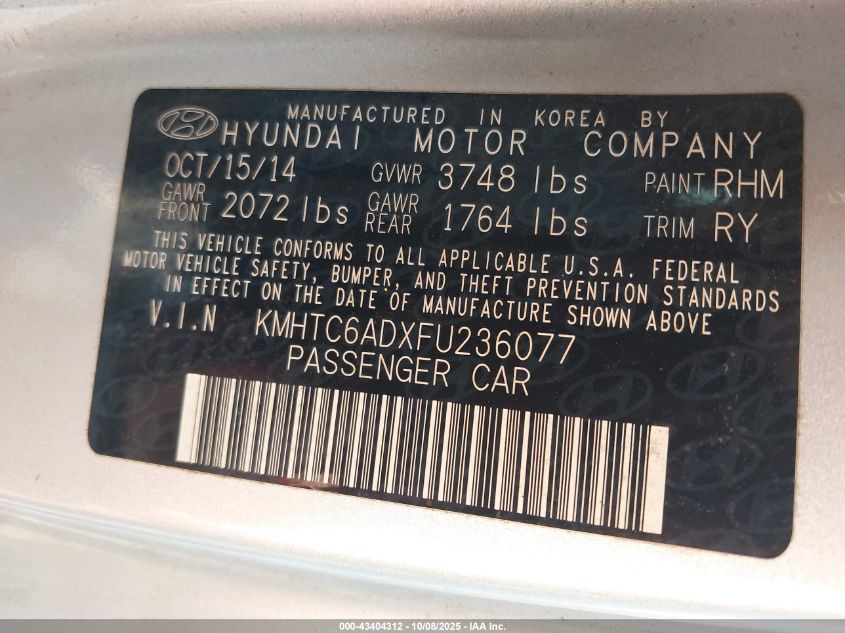 MANUFACTURED IN KOREA BY
HYUNDAI MOTOR COMPANY
OCT/15/14 GVWR 3748 lbs PAINT RHM
GAWR FRONT 2072 lbs GAWR REAR 1764 lbs TRIM RY
THIS VEHICLE CONFORMS TO ALL APPLICABLE U.S.A. FEDERAL
MOTOR VEHICLE SAFETY, BUMPER, AND THEFT PREVENTION STANDARDS
IN EFFECT ON THE DATE OF MANUFACTURE SHOWN ABOVE
V.I.N KMHTC6ADXFU236077
PASSENGER CAR
000-43404312 - 10/08/2025 - IAA Inc.